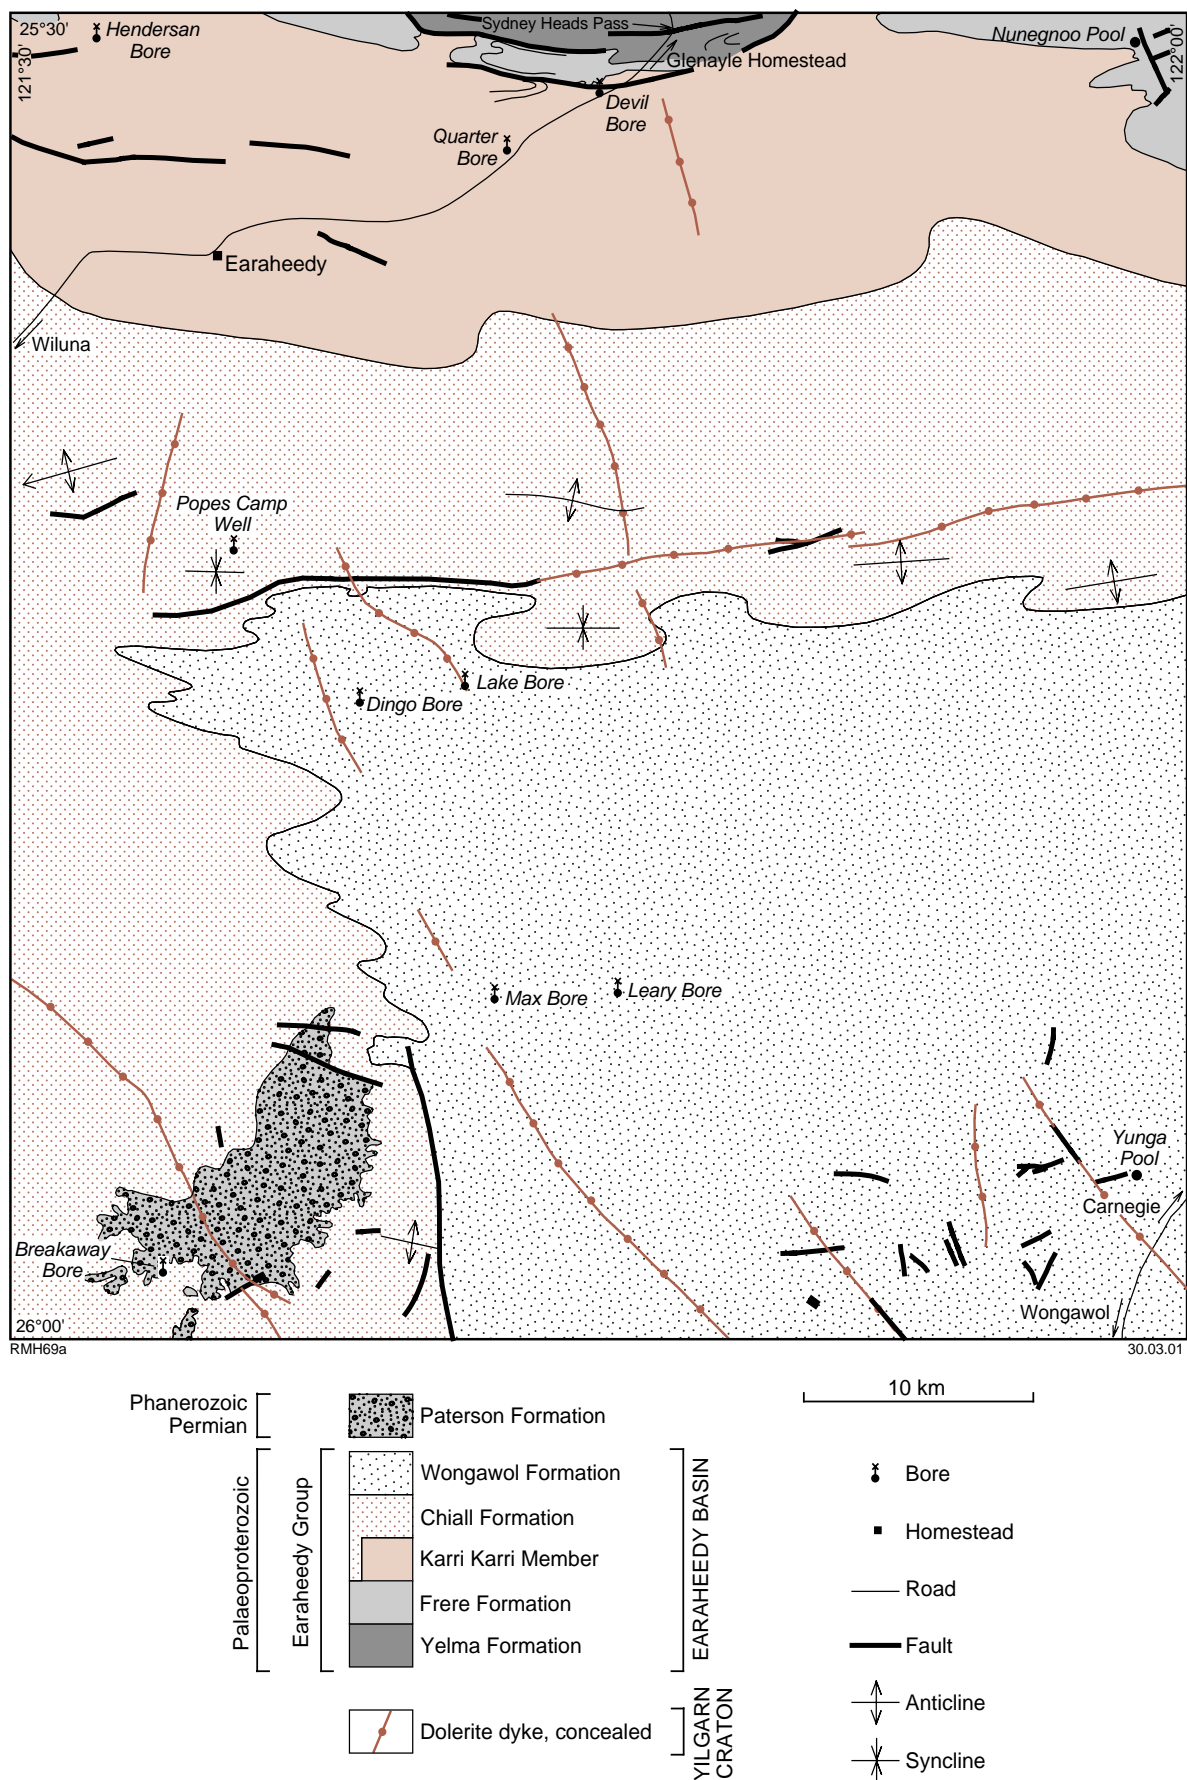 25°30'
121°30'
Hendersan
Bore
Sydney Heads Pass
Glenayle Homestead
Nunegnoo Pool
122°00'
Devil
Bore
Quarter
Bore
Earaheedy
Wiluna
Popes Camp
Well
Lake Bore
Dingo Bore
Max Bore
Leary Bore
Yunga
Pool
Carnegie
Breakaway
Bore
Wongawol
26°00'
RMH69a
30.03.01
Phanerozoic
Permian
Paterson Formation
10 km
Palaeoproterozoic
Earaheedy Group
Wongawol Formation
Chiall Formation
Karri Karri Member
Frere Formation
Yelma Formation
EARAHEEDY BASIN
Dolerite dyke, concealed
YILGARN
CRATON
Bore
Homestead
Road
Fault
Anticline
Syncline